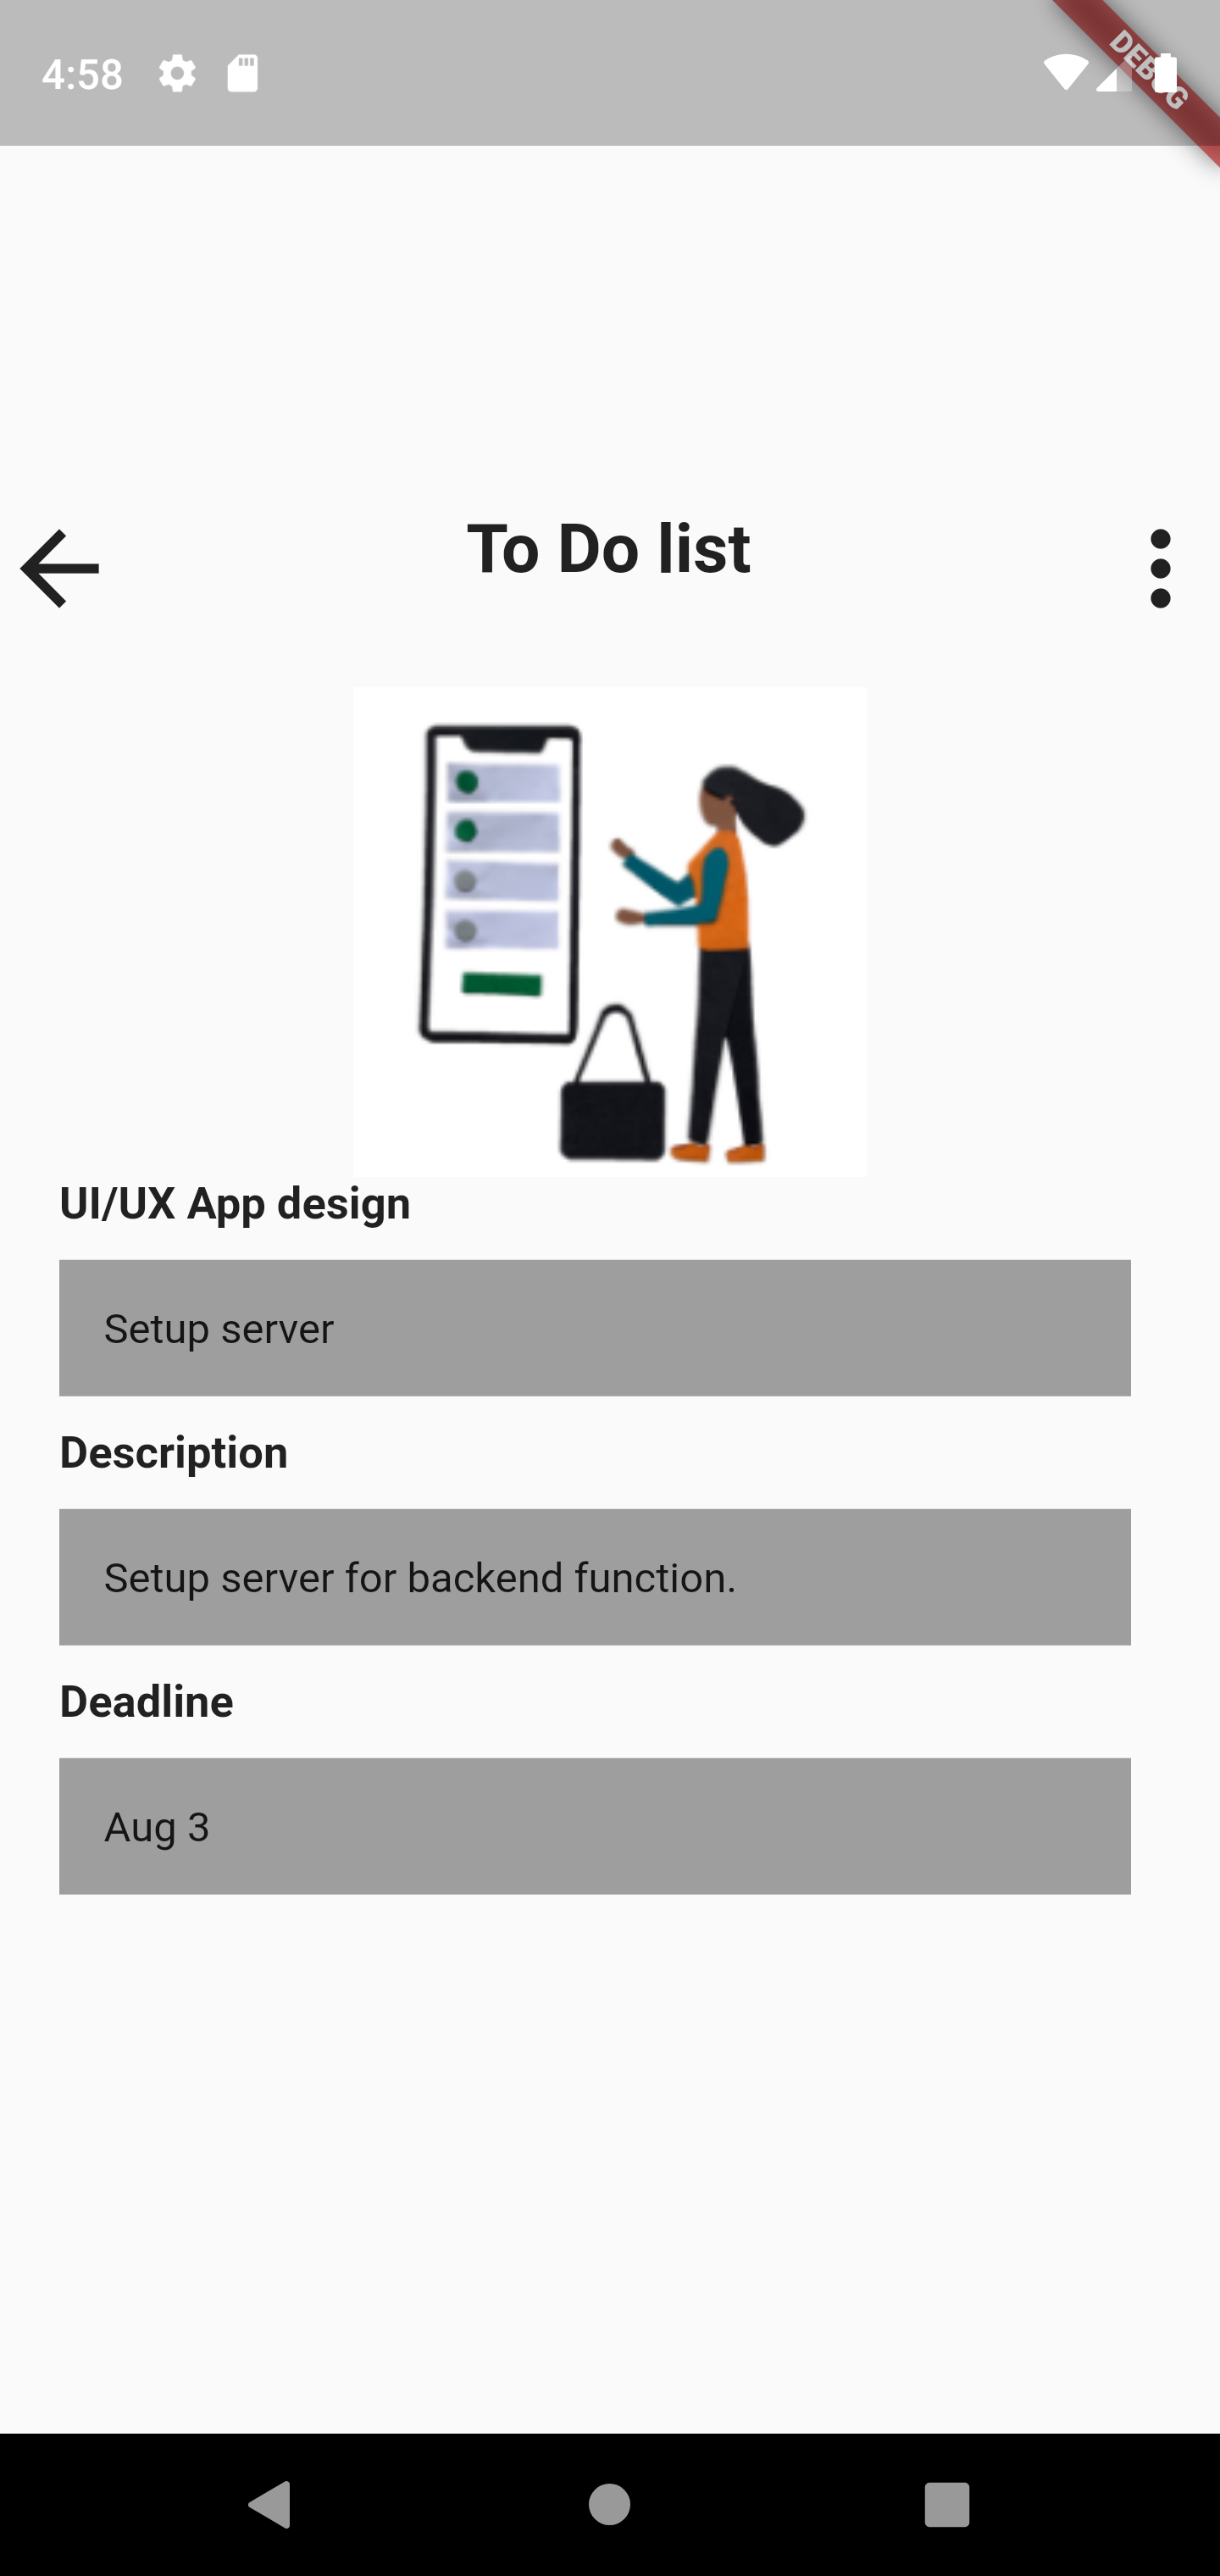 4:58
DEBUG
To Do list
UI/UX App design
Setup server
Description
Setup server for backend function.
Deadline
Aug 3